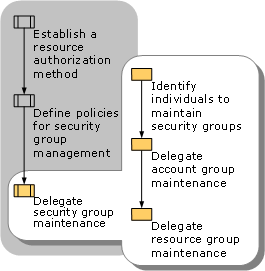 Establish a
resource
authorization
method
Define policies
for security
group
management
Delegate
security group
maintenance
Identify
individuals to
maintain
security groups
Delegate
account group
maintenance
Delegate
resource group
maintenance